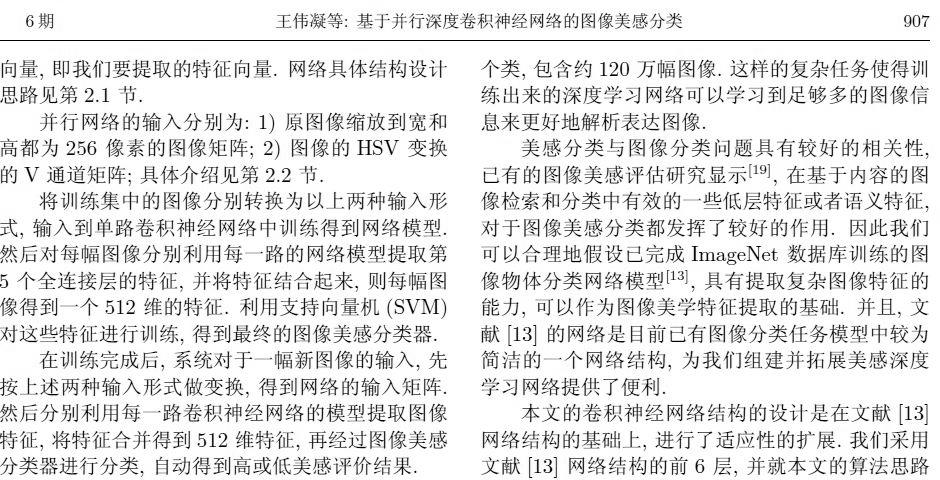 6 期
王伟凝等: 基于并行深度卷积神经网络的图像美感分类
907
向量, 即我们要提取的特征向量. 网络具体结构设计
思路见第 2.1 节.
并行网络的输入分别为: 1) 原图像缩放到宽和
高都为 256 像素的图像矩阵; 2) 图像的 HSV 变换
的 V 通道矩阵; 具体介绍见第 2.2 节.
将训练集中的图像分别转换为以上两种输入形
式, 输入到单路卷积神经网络中训练得到网络模型.
然后对每幅图像分别利用每一路的网络模型提取第
5 个全连接层的特征, 并将特征结合起来, 则每幅图
像得到一个 512 维的特征. 利用支持向量机 (SVM)
对这些特征进行训练, 得到最终的图像美感分类器.
在训练完成后, 系统对于一幅新图像的输入, 先
按上述两种输入形式做变换, 得到网络的输入矩阵.
然后分别利用每一路卷积神经网络的模型提取图像
特征, 将特征合并得到 512 维特征, 再经过图像美感
分类器进行分类, 自动得到高或低美感评价结果.
个类, 包含约 120 万幅图像. 这样的复杂任务使得训
练出来的深度学习网络可以学习到足够多的图像信
息来更好地解析表达图像.
美感分类与图像分类问题具有较好的相关性,
已有的图像美感评估研究显示[19], 在基于内容的图
像检索和分类中有效的一些低层特征或者语义特征,
对于图像美感分类都发挥了较好的作用. 因此我们
可以合理地假设已完成 ImageNet 数据库训练的图
像物体分类网络模型[13], 具有提取复杂图像特征的
能力, 可以作为图像美学特征提取的基础. 并且, 文
献 [13] 的网络是目前已有图像分类任务模型中较为
简洁的一个网络结构, 为我们组建并拓展美感深度
学习网络提供了便利.
本文的卷积神经网络结构的设计是在文献 [13]
网络结构的基础上, 进行了适应性的扩展. 我们采用
文献 [13] 网络结构的前 6 层, 并就本文的算法思路